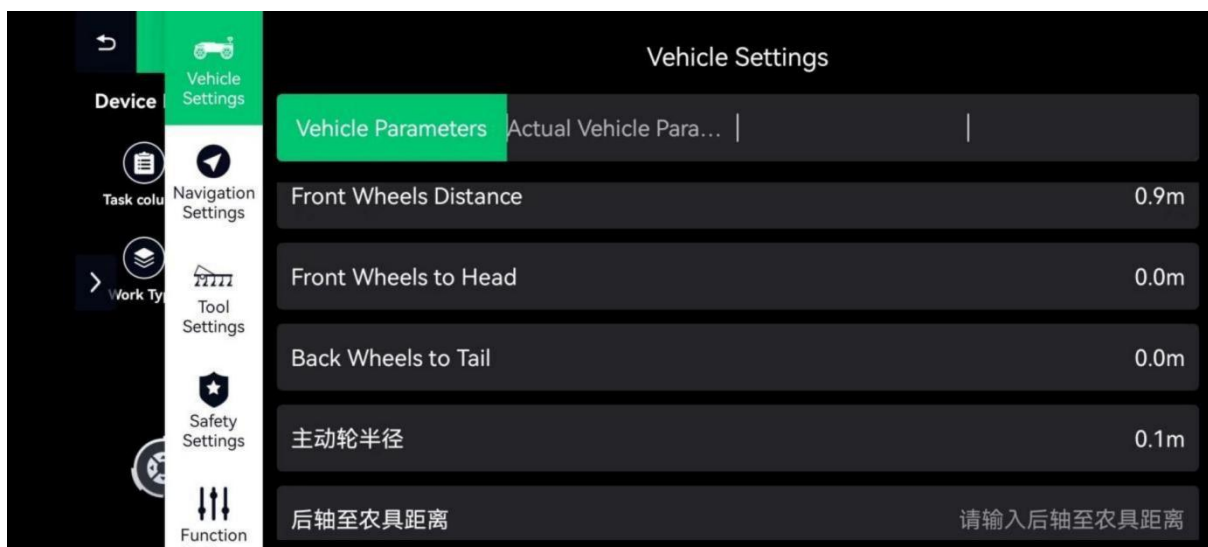 Vehicle Settings
Device
Vehicle
Settings
Vehicle Parameters Actual Vehicle Para...
Task colu
Navigation
Settings
Front Wheels Distance 0.9m
Front Wheels to Head 0.0m
Work Ty
Tool
Settings
Back Wheels to Tail 0.0m
Safety
Settings
主动轮半径 0.1m
Function
后轴至农具距离 请输入后轴至农具距离